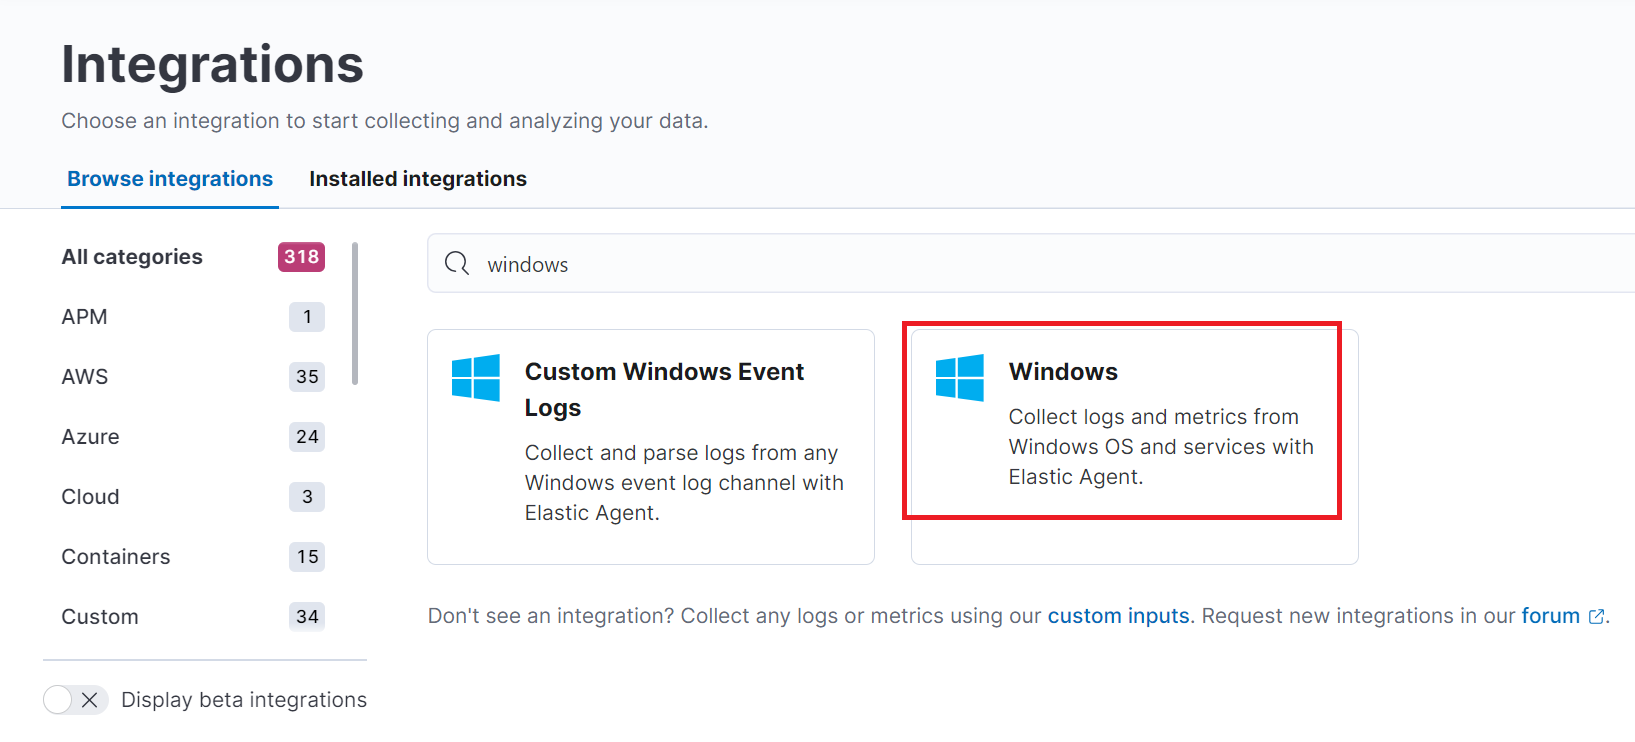 Integrations
Choose an integration to start collecting and analyzing your data.
Browse integrations
Installed integrations
All categories 318
APM 1
AWS 35
Azure 24
Cloud 3
Containers 15
Custom 34
Display beta integrations
windows
Custom Windows Event
Logs
Collect and parse logs from any
Windows event log channel with
Elastic Agent.
Windows
Collect logs and metrics from
Windows OS and services with
Elastic Agent.
Don't see an integration? Collect any logs or metrics using our custom inputs. Request new integrations in our forum.